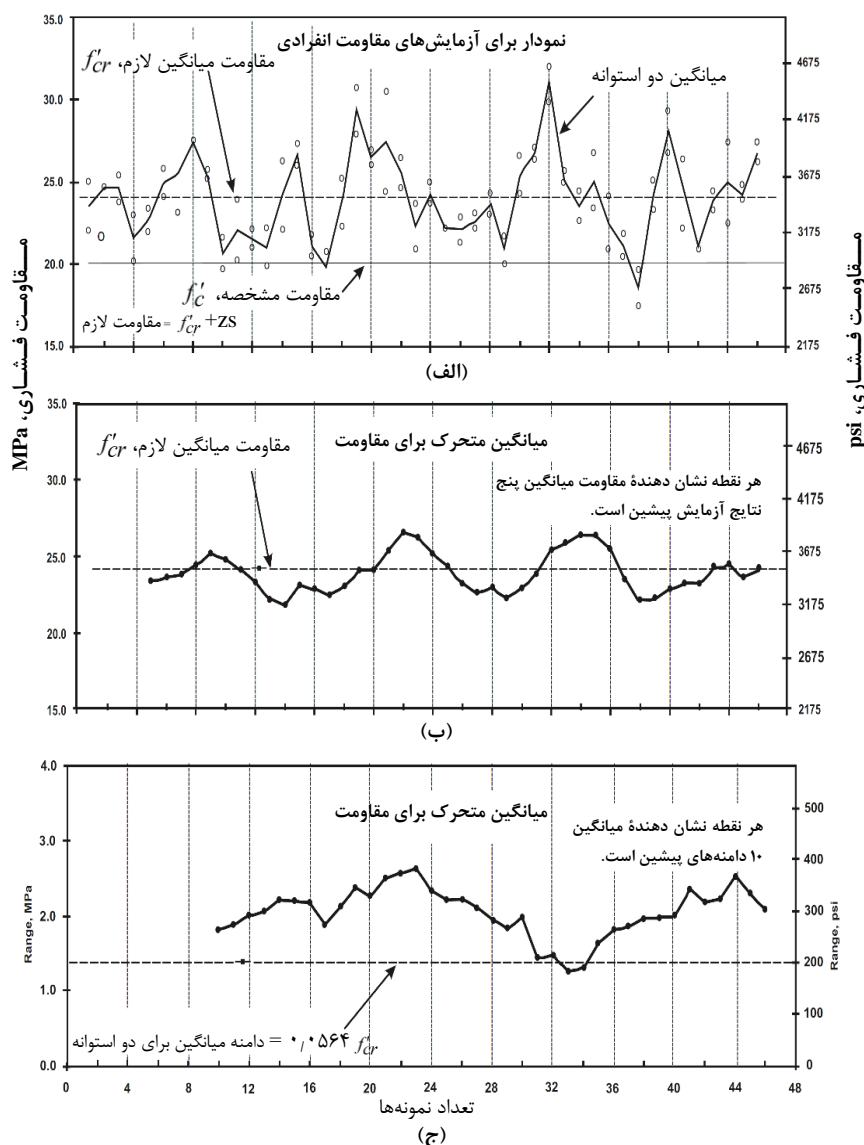 نمودار برای آزمایش‌های مقاومت انفرادی
مقاومت میانگین لازم، f'cr
میانگین دو استوانه
مقاومت مشخصه، f'c
مقاومت لازم = f'cr +zs
35.0
30.0
25.0
20.0
15.0
4675
4175
3675
3175
2675
2175
(الف)
مقاومت فشاری، MPa
مقاومت فشاری، psi
میانگین متحرک برای مقاومت
مقاومت میانگین لازم، f'cr
هر نقطه نشان دهندهٔ مقاومت میانگین پنج
نتایج آزمایش پیشین است.
35.0
30.0
25.0
20.0
15.0
4675
4175
3675
3175
2675
2175
(ب)
میانگین متحرک برای مقاومت
هر نقطه نشان دهندهٔ میانگین
۱۰ دامنه‌های پیشین است.
دامنه میانگین برای دو استوانه = ۰٫۰۵۶۴ f'cr
4.0
3.0
2.0
1.0
0.0
Range, MPa
500
400
300
200
100
0
Range, psi
0 4 8 12 16 20 24 28 32 36 40 44 48
تعداد نمونه‌ها
(ج)